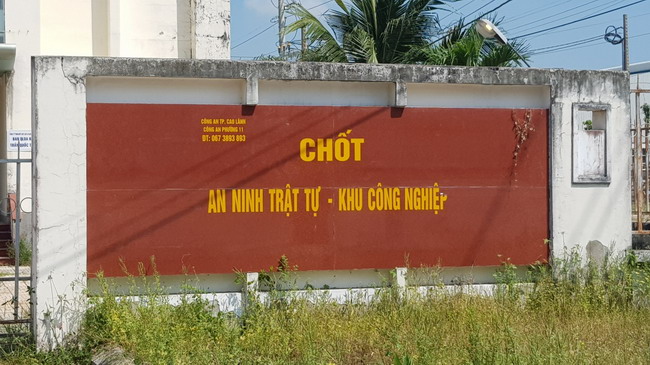 CÔNG AN TP. CAO LÃNH
CÔNG AN PHƯỜNG 11
ĐT: 067 3893 893
CHỐT
AN NINH TRẬT TỰ - KHU CÔNG NGHIỆP